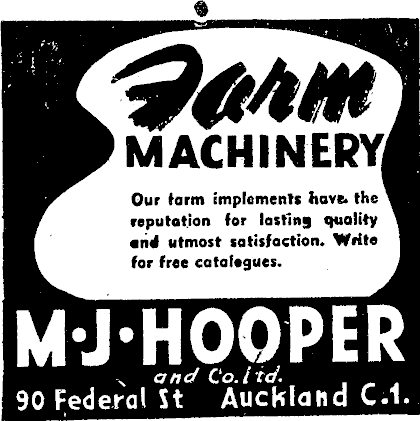 Farm
MACHINERY
Our farm implements have the
reputation for lasting quality
and utmost satisfaction. Write
for free catalogues.
M·J·HOOPER
and Co. Ltd.
90 Federal St Auckland C.1.